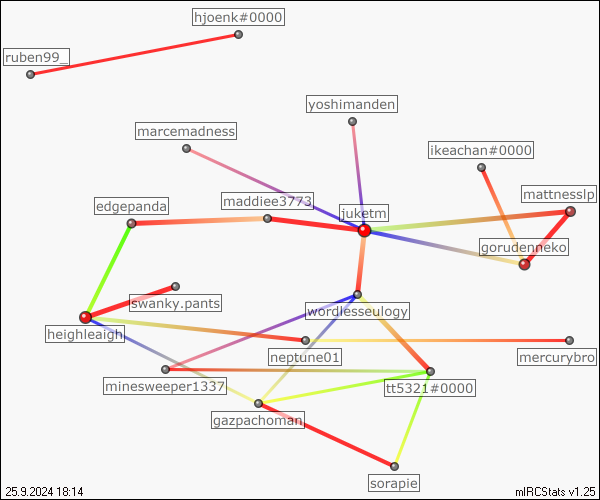 hjoenk#0000
ruben99_
yoshimanden
marcemadness
ikeachan#0000
mattnesslp
maddiee3773
edgepanda
juketm
gorudenneko
swanky.pants
wordlesseulogy
heighleaigh
neptune01
mercurybro
minesweeper1337
tt5321#0000
gazpachoman
sorapie
25.9.2024 18:14
mIRCStats v1.25